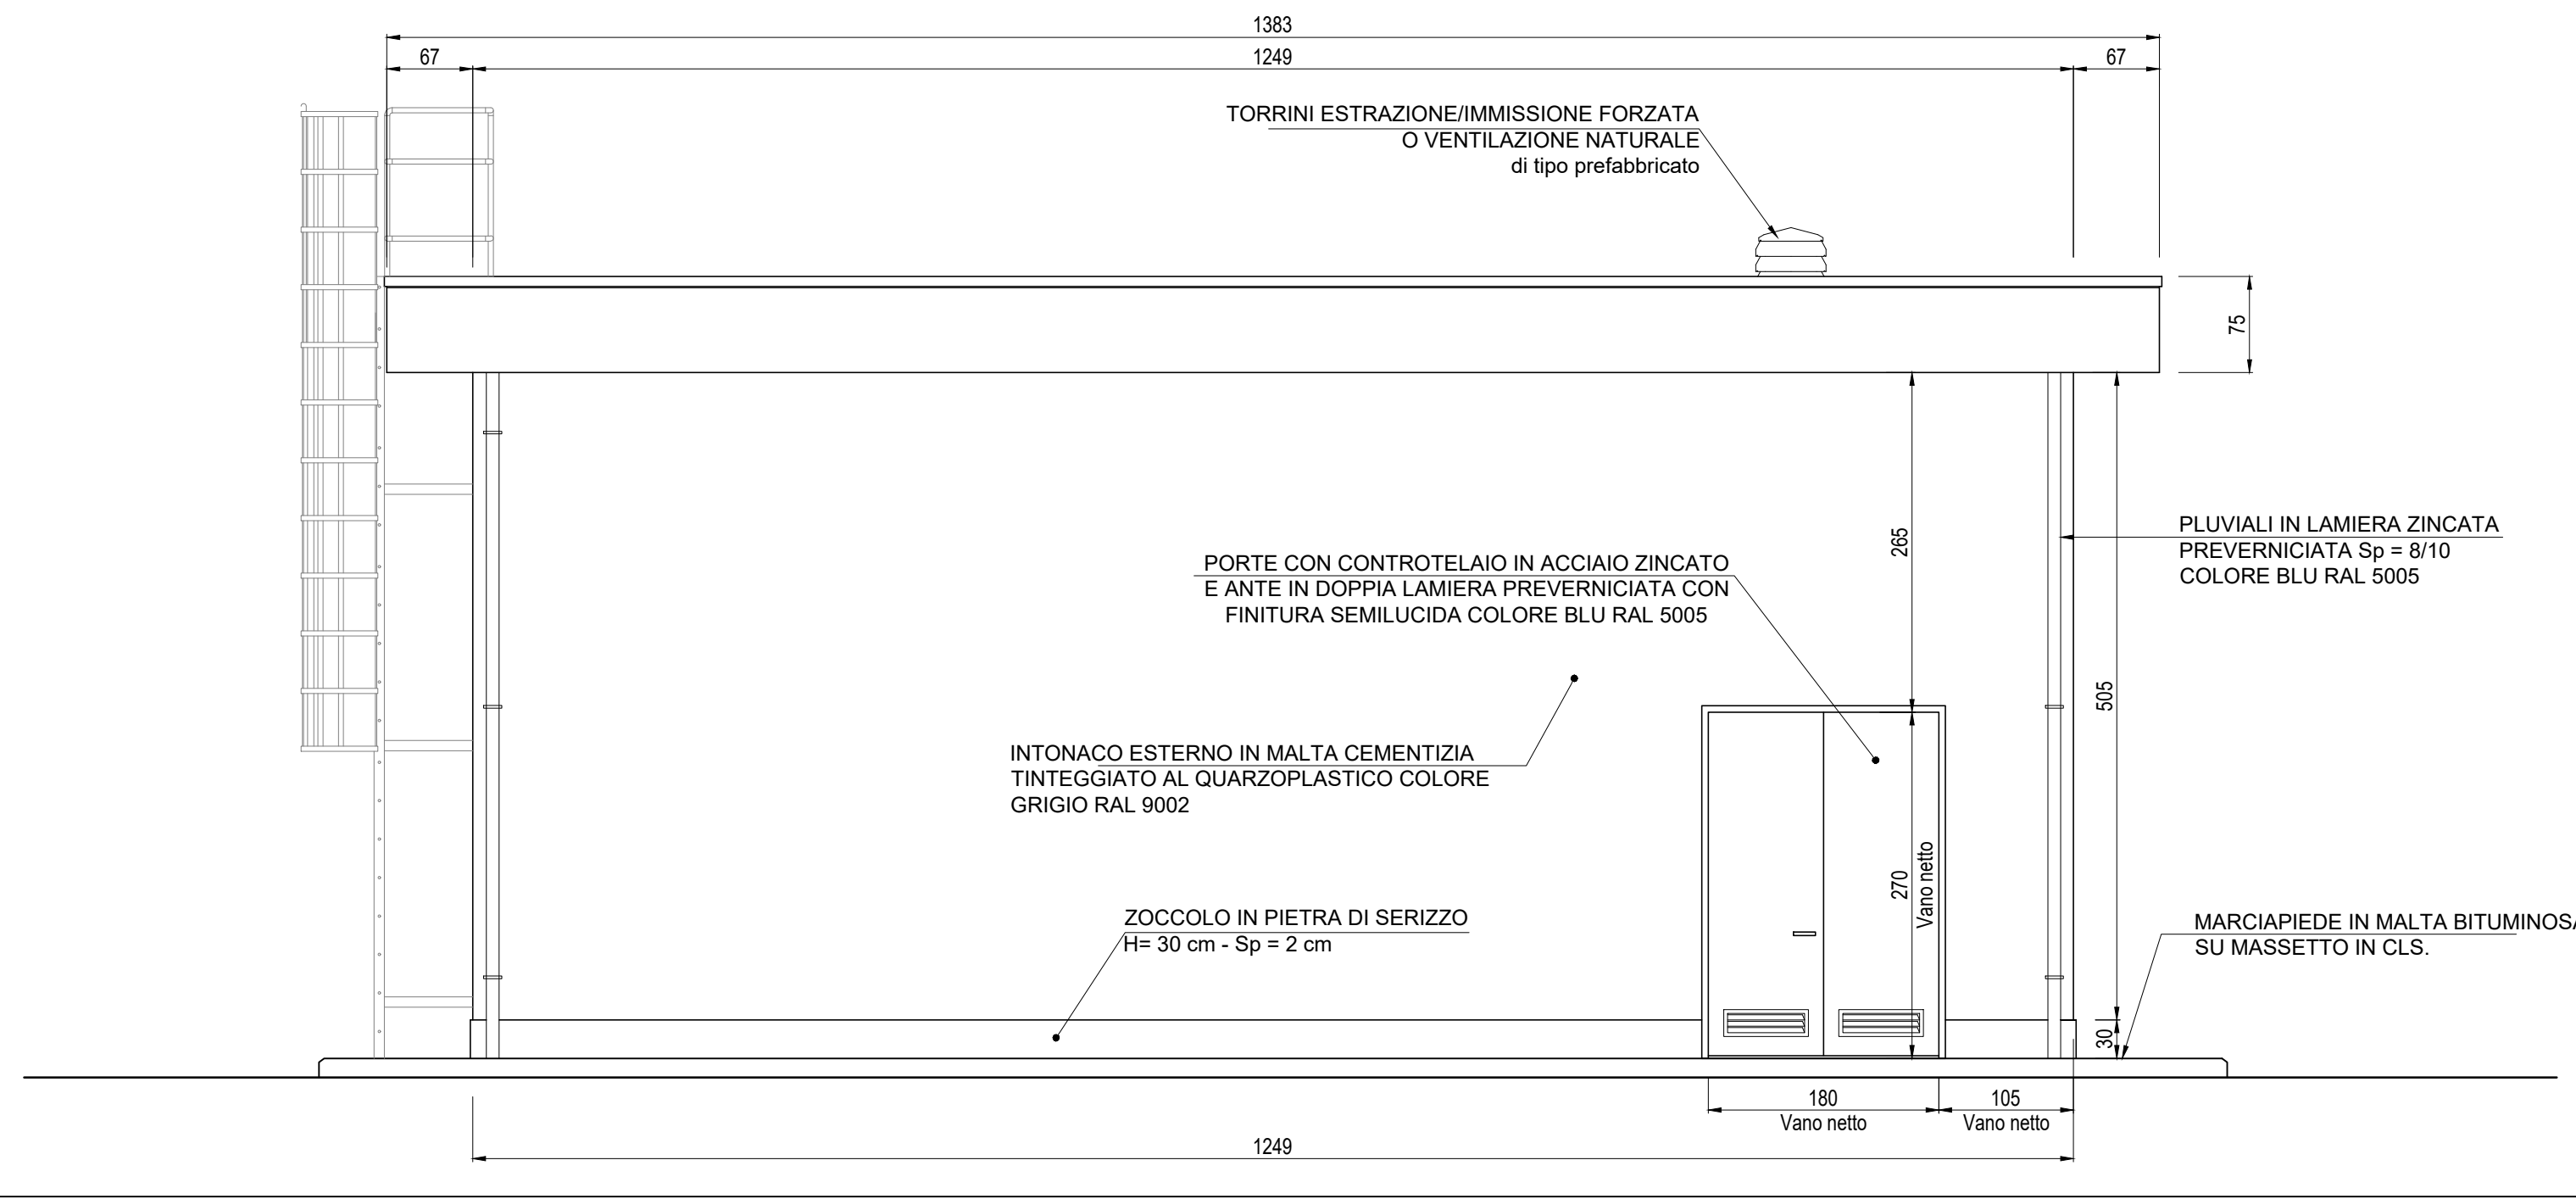 1383
67
1249
67
TORRINI ESTRAZIONE/IMMISSIONE FORZATA
O VENTILAZIONE NATURALE
di tipo prefabbricato
75
265
505
PLUVIALI IN LAMIERA ZINCATA
PREVERNICIATA Sp = 8/10
COLORE BLU RAL 5005
PORTE CON CONTROTELAIO IN ACCIAIO ZINCATO
E ANTE IN DOPPIA LAMIERA PREVERNICIATA CON
FINITURA SEMILUCIDA COLORE BLU RAL 5005
INTONACO ESTERNO IN MALTA CEMENTIZIA
TINTEGGIATO AL QUARZOPLASTICO COLORE
GRIGIO RAL 9002
270
Vano netto
ZOCCOLO IN PIETRA DI SERIZZO
H= 30 cm - Sp = 2 cm
MARCIAPIEDE IN MALTA BITUMINOSA
SU MASSETTO IN CLS.
30
180
Vano netto
105
Vano netto
1249